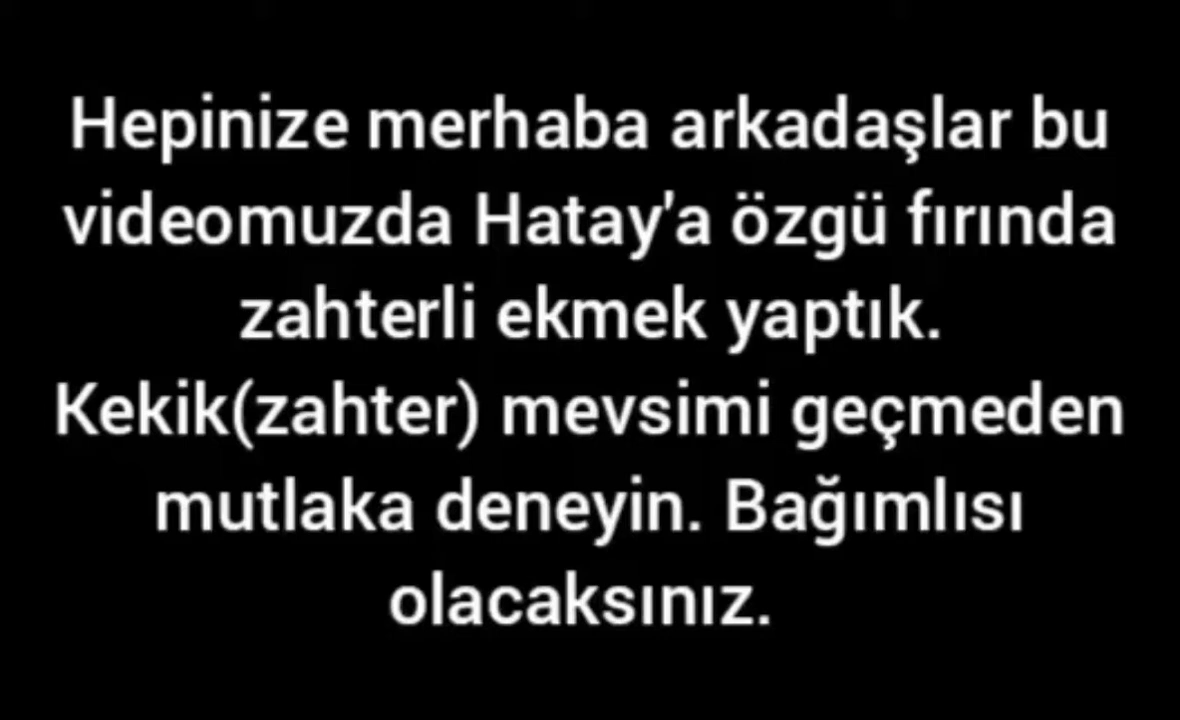 Hepinize merhaba arkadaşlar bu
videomuzda Hatay'a özgü fırında
zahterli ekmek yaptık.
Kekik(zahter) mevsimi geçmeden
mutlaka deneyin. Bağımlısı
olacaksınız.